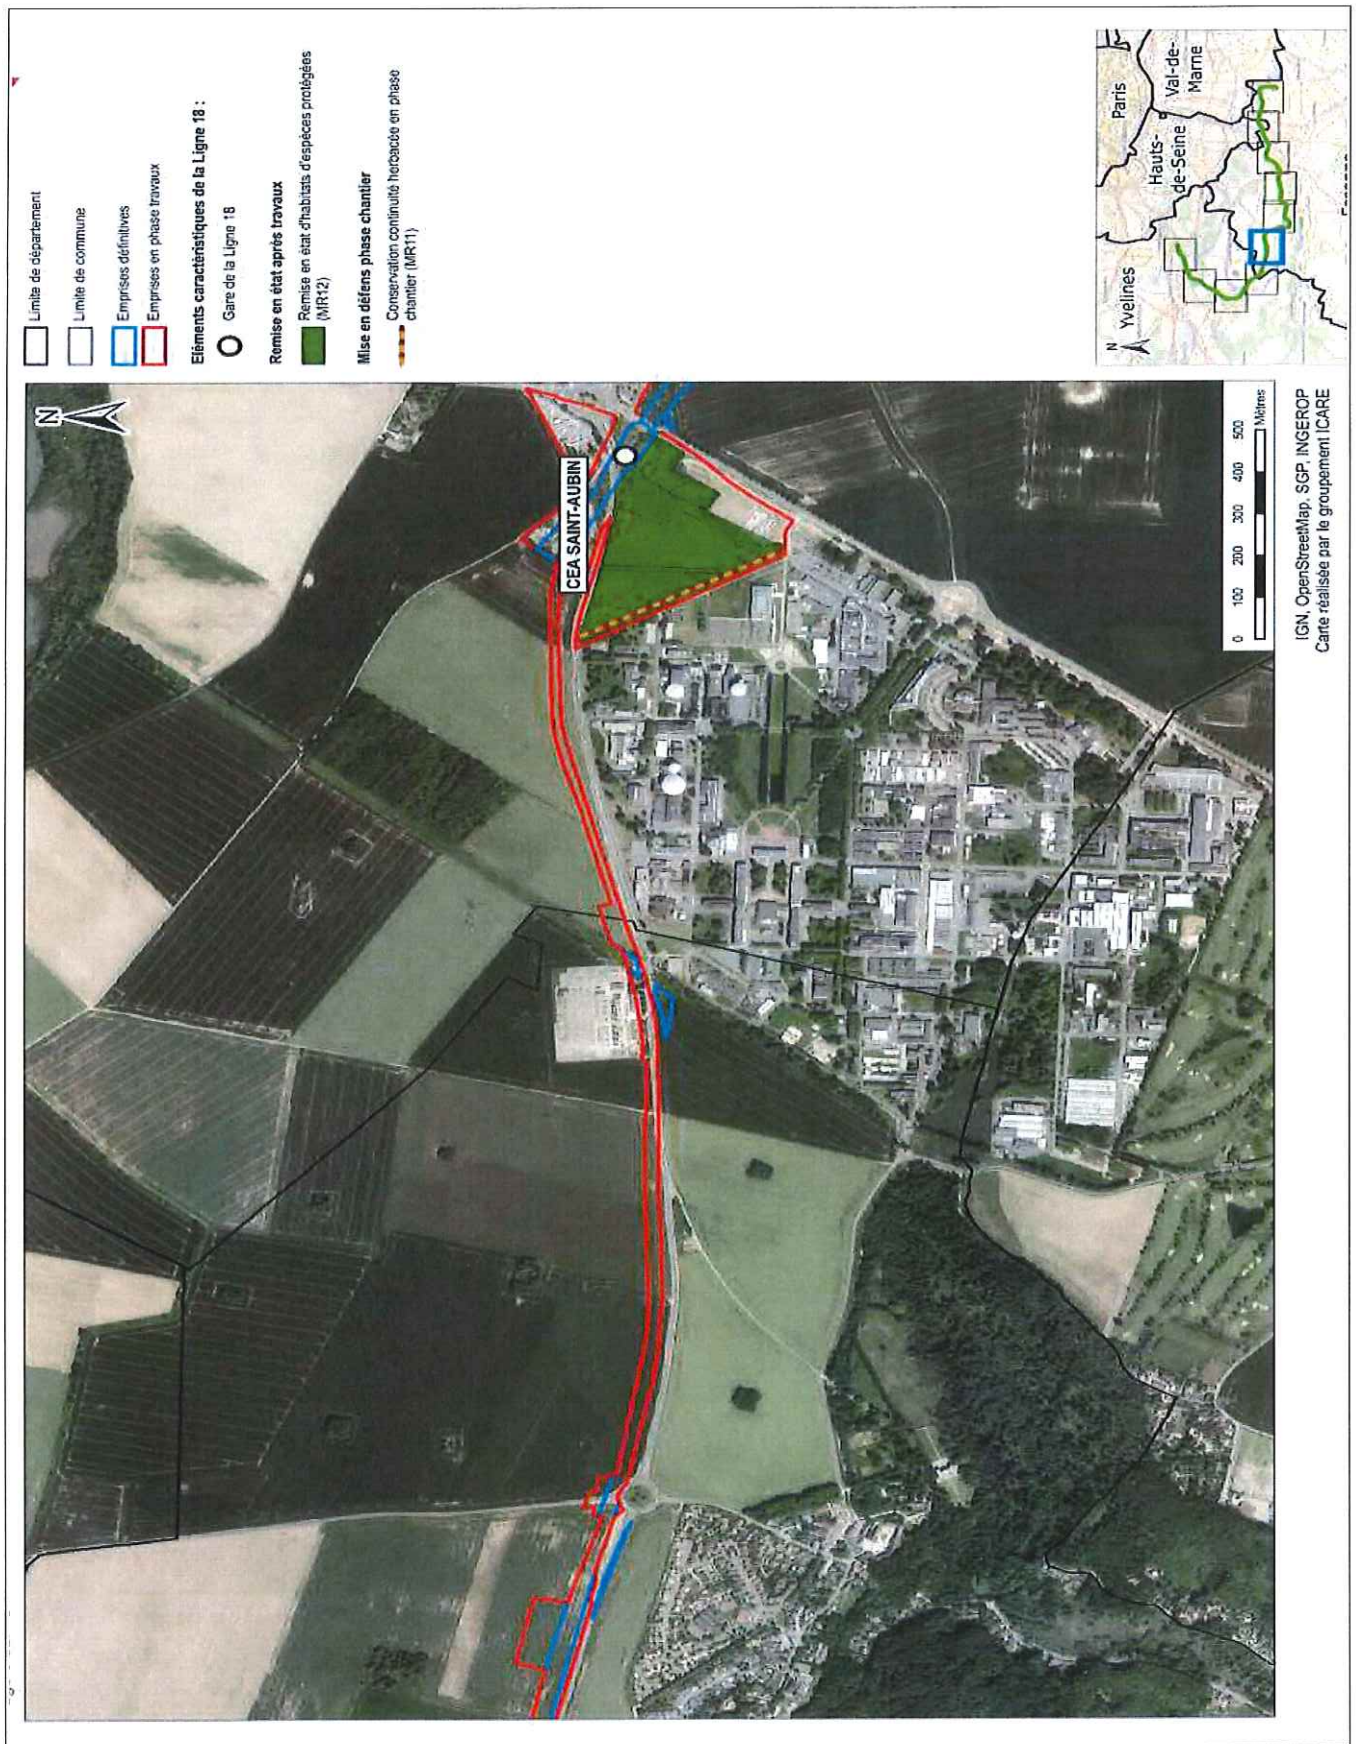 Limite de département
Limite de commune
Emprises définitives
Emprises en phase travaux
Eléments caractéristiques de la Ligne 18 :
Gare de la Ligne 18
Remise en état après travaux
Remise en état d'habitats d'espèces protégées
(MR12)
Mise en défens phase chantier
Conservation continuité herbacée en phase
chantier (MR11)
N
CEA SAINT-AUBIN
0 100 200 300 400 500
Mètres
IGN, OpenStreetMap, SGP, INGEROP
Carte réalisée par le groupement ICARE
N
Yvelines
Paris
Hauts-
de-Seine
Val-de-
Marne